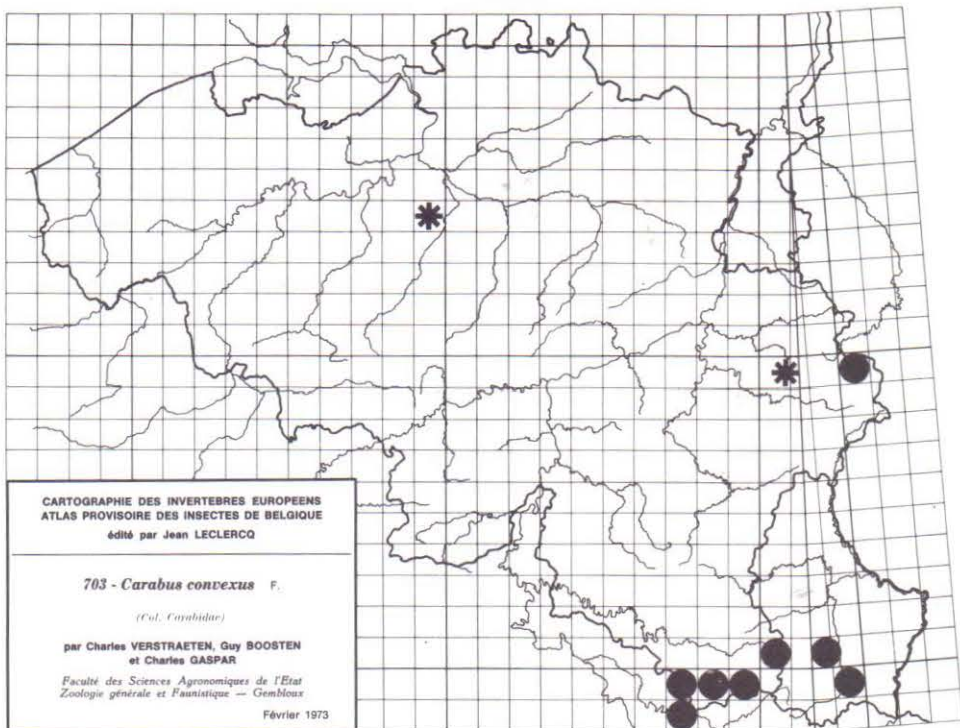 CARTOGRAPHIE DES INVERTEBRES EUROPEENS
ATLAS PROVISOIRE DES INSECTES DE BELGIQUE
édité par Jean LECLERCQ
703 - Carabus convexus F.
(Col. Carabidae)
par Charles VERSTRAETEN, Guy BOOSTEN
et Charles GASPAR
Faculté des Sciences Agronomiques de l'Etat
Zoologie générale et Faunistique — Gembloux
Février 1973